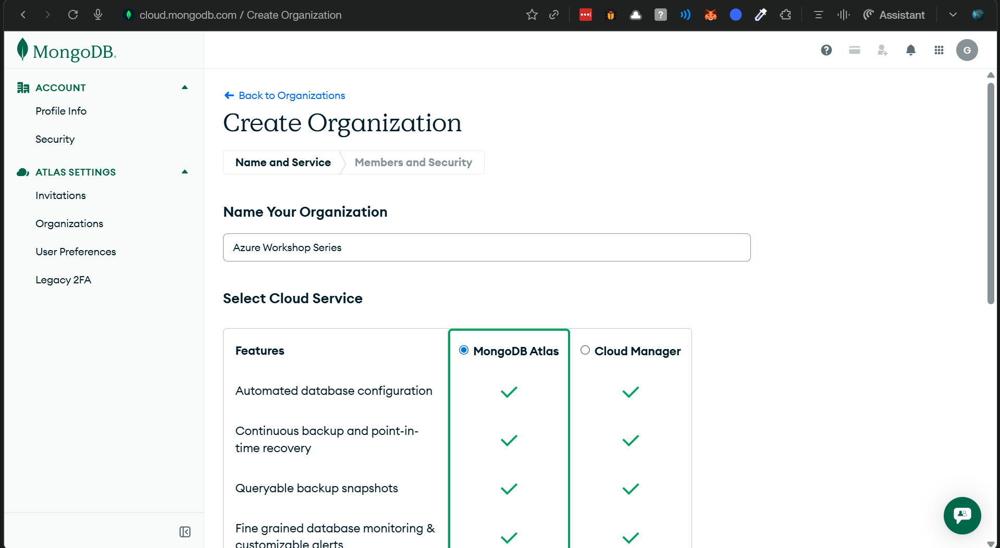 cloud.mongodb.com / Create Organization
Assistant
MongoDB.
G
ACCOUNT
Profile Info
Security
ATLAS SETTINGS
Invitations
Organizations
User Preferences
Legacy 2FA
Back to Organizations
Create Organization
Name and Service
Members and Security
Name Your Organization
Azure Workshop Series
Select Cloud Service
Features
MongoDB Atlas
Cloud Manager
Automated database configuration
Continuous backup and point-in-
time recovery
Queryable backup snapshots
Fine grained database monitoring &
customizable alerts